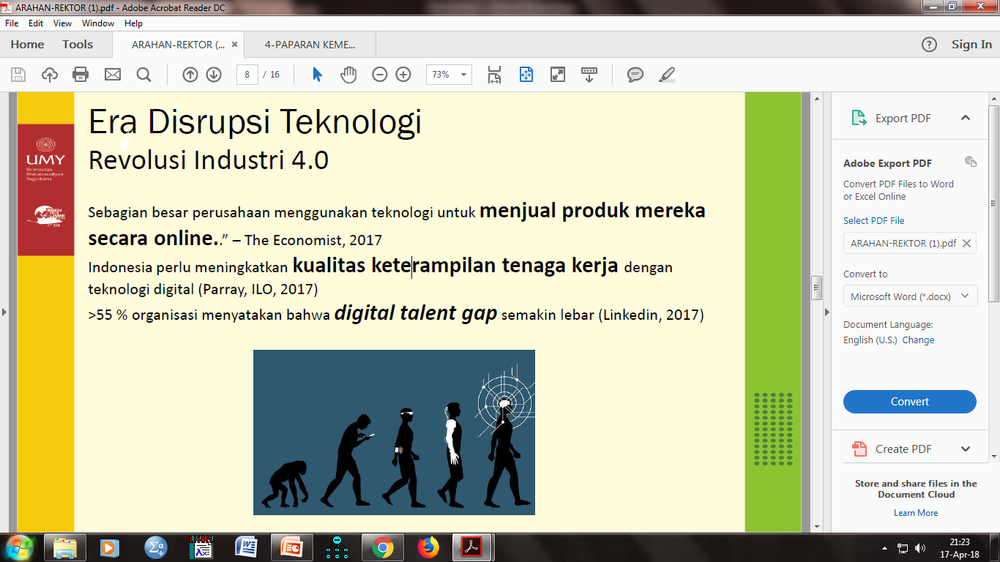 ARAHAN-REKTOR (1).pdf - Adobe Acrobat Reader DC
File Edit View Window Help
Home Tools ARAHAN-REKTOR (... × 4-PAPARAN KEME... Sign In
8 / 16 73%
Era Disrupsi Teknologi
Revolusi Industri 4.0
UMY
Universitas
Muhammadiyah
Yogyakarta
Sebagian besar perusahaan menggunakan teknologi untuk menjual produk mereka
secara online..” – The Economist, 2017
Indonesia perlu meningkatkan kualitas keterampilan tenaga kerja dengan
teknologi digital (Parray, ILO, 2017)
>55 % organisasi menyatakan bahwa digital talent gap semakin lebar (Linkedin, 2017)
Export PDF
Adobe Export PDF
Convert PDF Files to Word
or Excel Online
Select PDF File
ARAHAN-REKTOR (1).pdf
Convert to
Microsoft Word (*.docx)
Document Language:
English (U.S.) Change
Convert
Create PDF
Store and share files in the
Document Cloud
Learn More
21:23
17-Apr-18